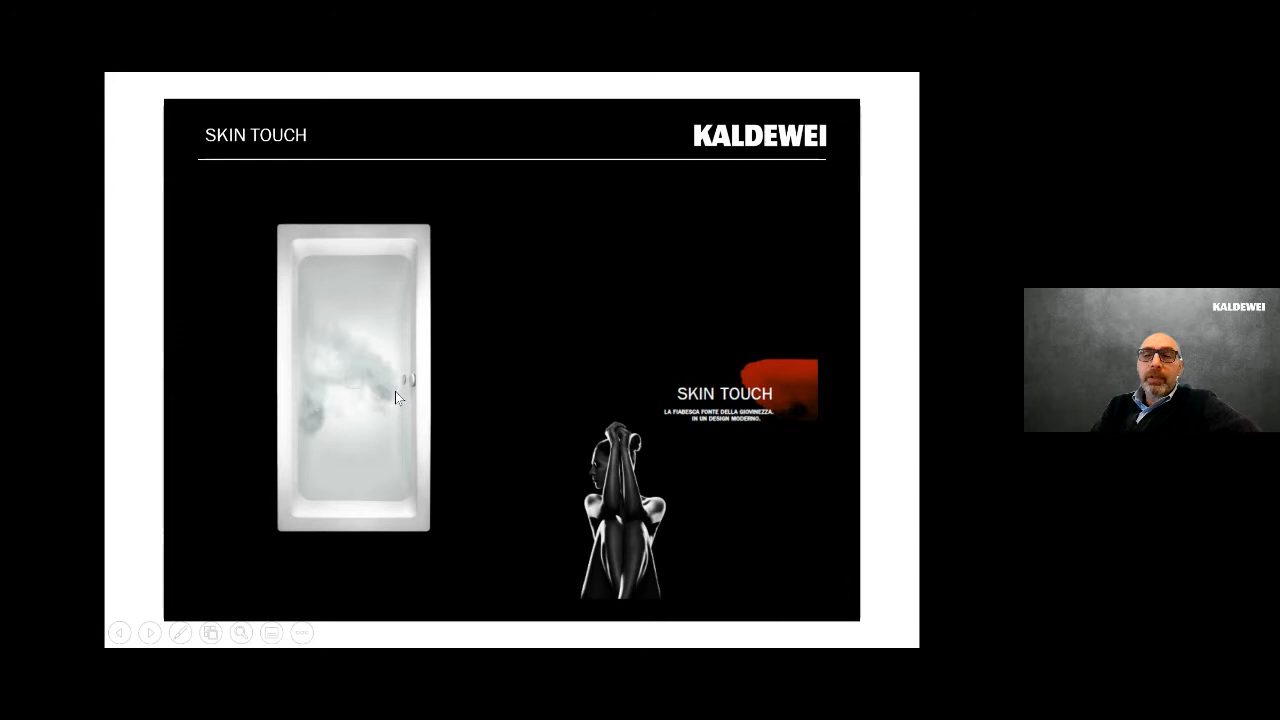 SKIN TOUCH
KALDEWEI
KALDEWEI
SKIN TOUCH
LA FIABESCA FONTE DELLA GIOVINEZZA.
IN UN DESIGN MODERNO.